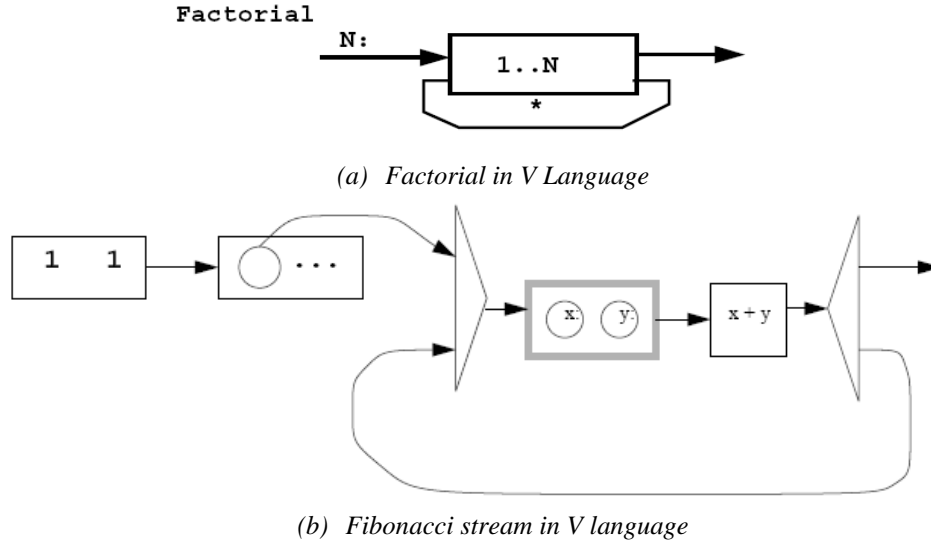 Factorial
N:
1..N
*
(a) Factorial in V Language
1 1 ... x: y: x + y
(b) Fibonacci stream in V language